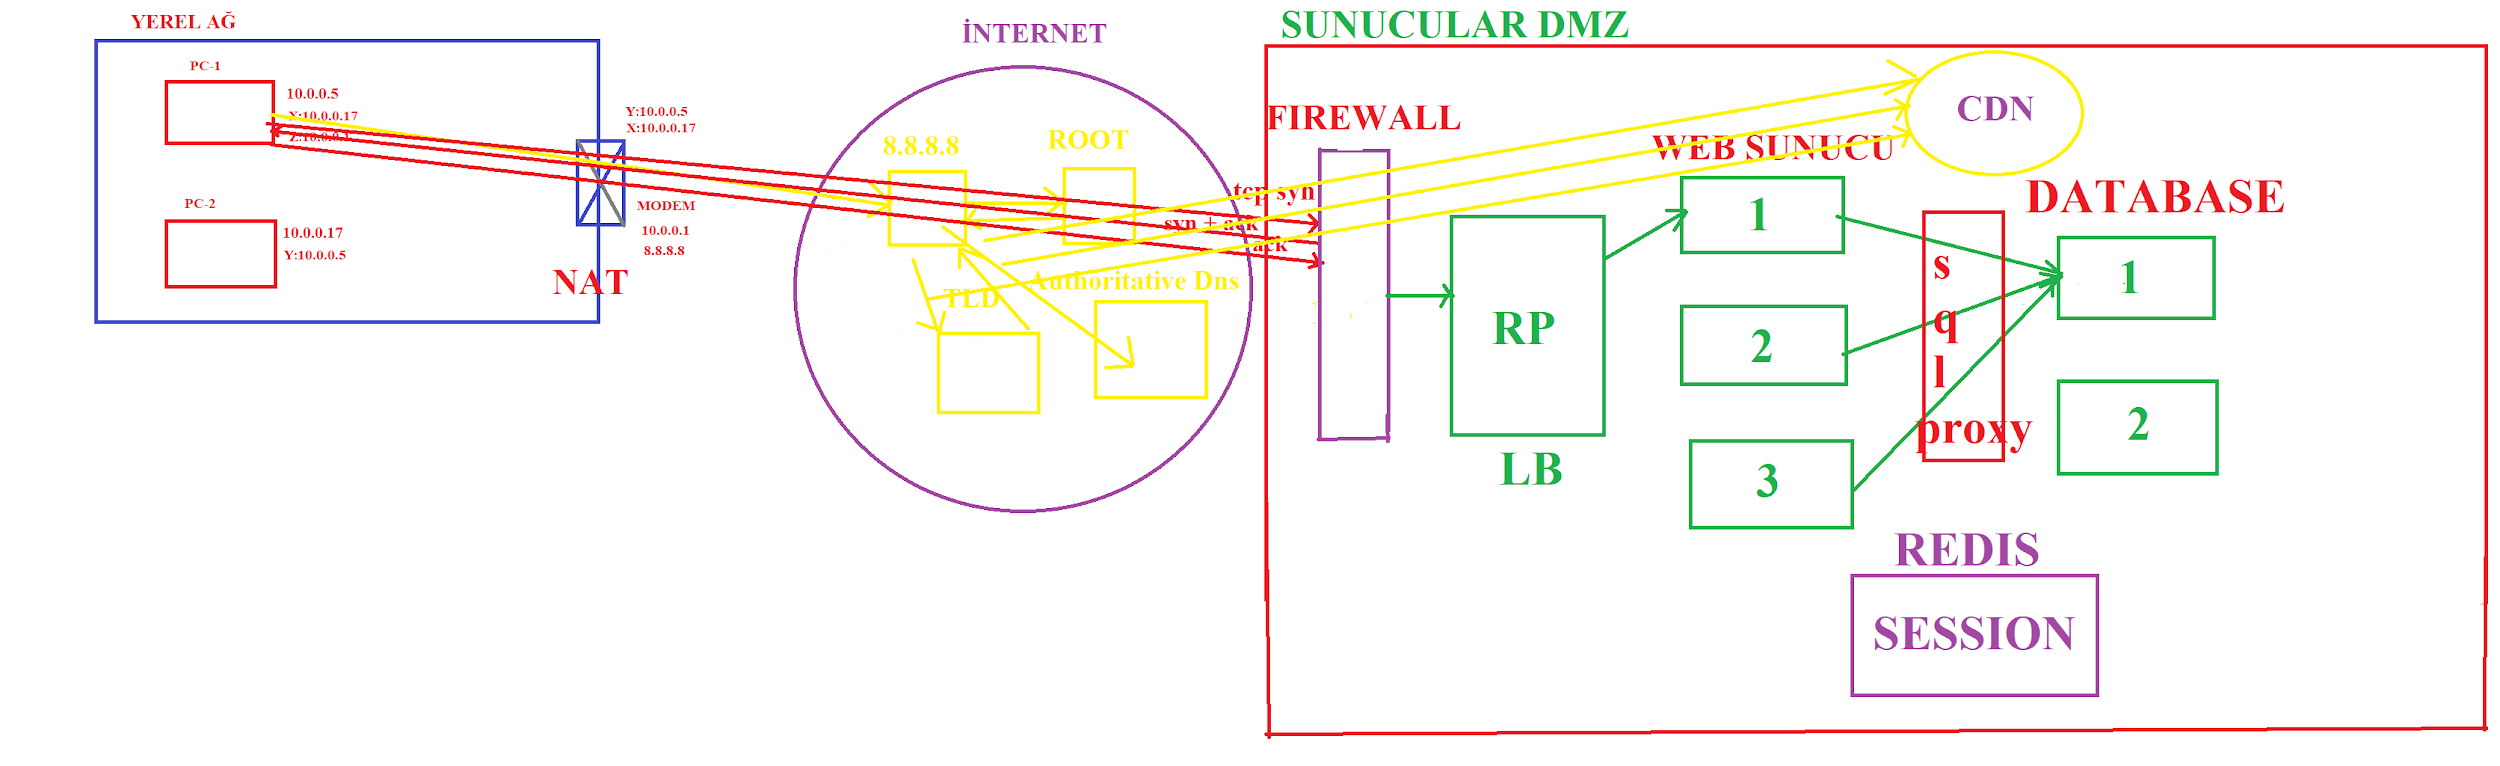 YEREL AĞ
PC-1
10.0.0.5
X:10.0.0.17
Z:10.0.0.1
PC-2
10.0.0.17
Y:10.0.0.5
Y:10.0.0.5
X:10.0.0.17
MODEM
10.0.0.1
8.8.8.8
NAT
İNTERNET
8.8.8.8
ROOT
TLD
Authoritative Dns
SUNUCULAR DMZ
FIREWALL
tcp syn
syn + ack
ack
RP
LB
WEB SUNUCU
1
2
3
CDN
s
q
l
proxy
DATABASE
1
2
REDIS
SESSION